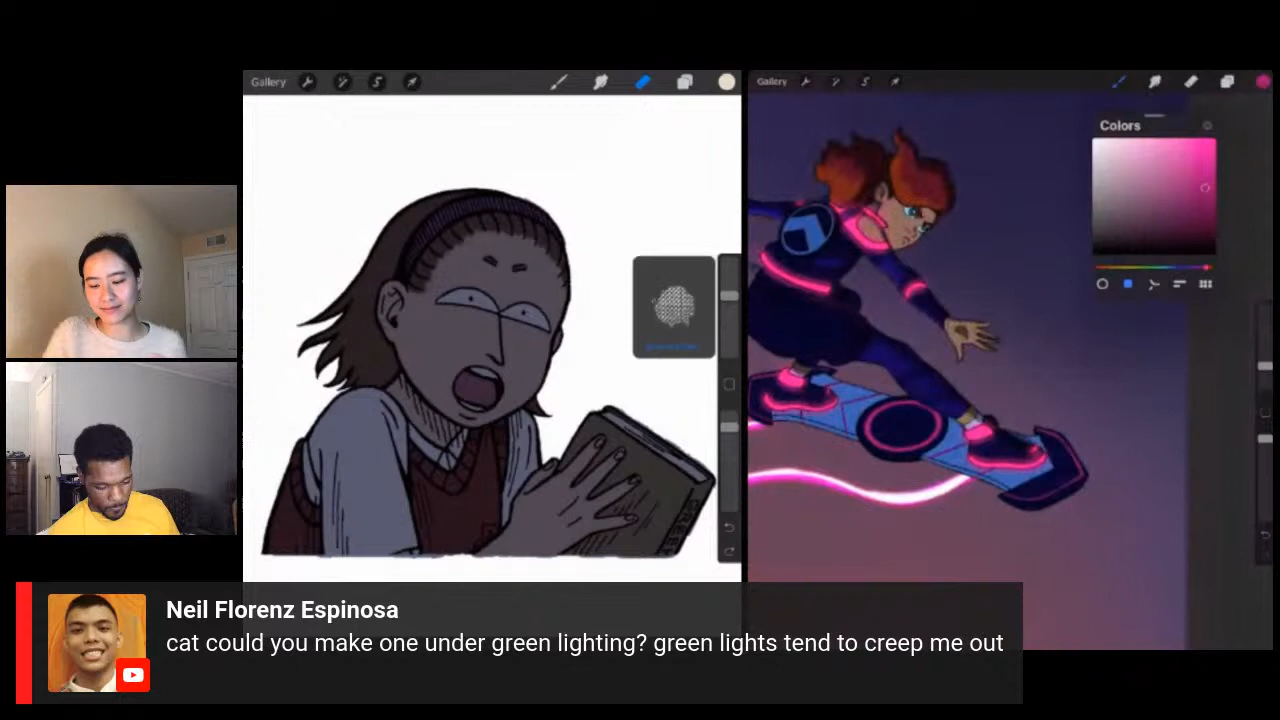 Gallery
Gallery
Colors
Neil Florenz Espinosa
cat could you make one under green lighting? green lights tend to creep me out